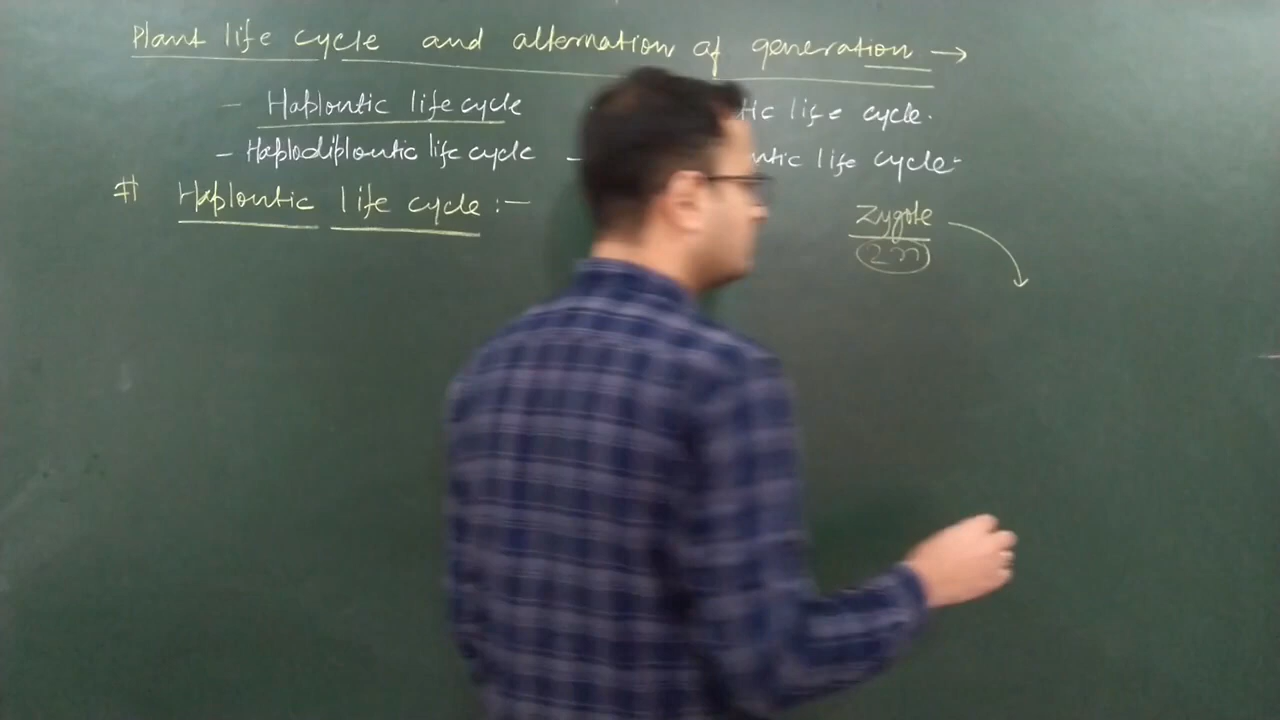 Plant life cycle and alternation of generation →
- Haplontic life cycle tic life cycle.
- Haplodiplontic life cycle - ntic life cycle.
# Haplontic life cycle :-
Zygote
2n